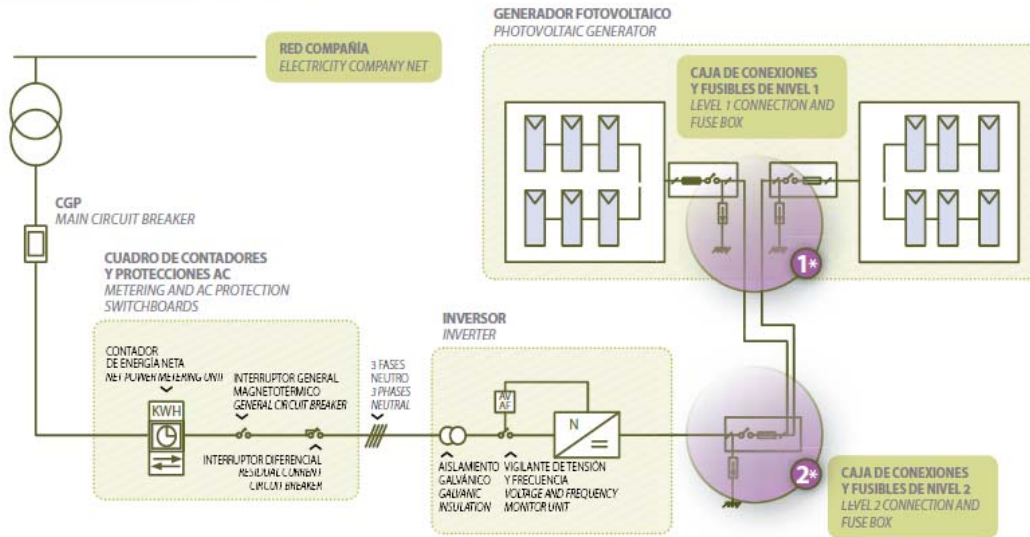 GENERADOR FOTOVOLTAICO
PHOTOVOLTAIC GENERATOR
RED COMPAÑÍA
ELECTRICITY COMPANY NET
CAJA DE CONEXIONES
Y FUSIBLES DE NIVEL 1
LEVEL 1 CONNECTION AND
FUSE BOX
CGP
MAIN CIRCUIT BREAKER
1*
CUADRO DE CONTADORES
Y PROTECCIONES AC
METERING AND AC PROTECTION
SWITCHBOARDS
INVERSOR
INVERTER
CONTADOR
DE ENERGÍA NETA
NET POWER METERING UNIT
KWH
INTERRUPTOR GENERAL
MAGNETOTÉRMICO
GENERAL CIRCUIT BREAKER
3 FASES
NEUTRO
3 PHASES
NEUTRAL
AV
AF
N
INTERRUPTOR DIFERENCIAL
RESIDUAL CURRENT
CIRCUIT BREAKER
AISLAMIENTO
GALVÁNICO
GALVANIC
INSULATION
VIGILANTE DE TENSIÓN
Y FRECUENCIA
VOLTAGE AND FREQUENCY
MONITOR UNIT
2*
CAJA DE CONEXIONES
Y FUSIBLES DE NIVEL 2
LEVEL 2 CONNECTION AND
FUSE BOX